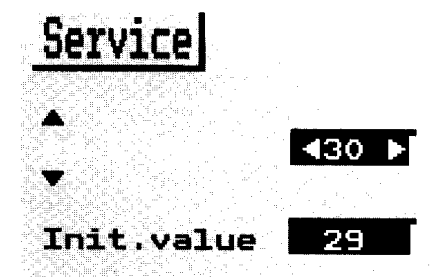 Service
▲
◀30 ▶
▼
Init.value 29